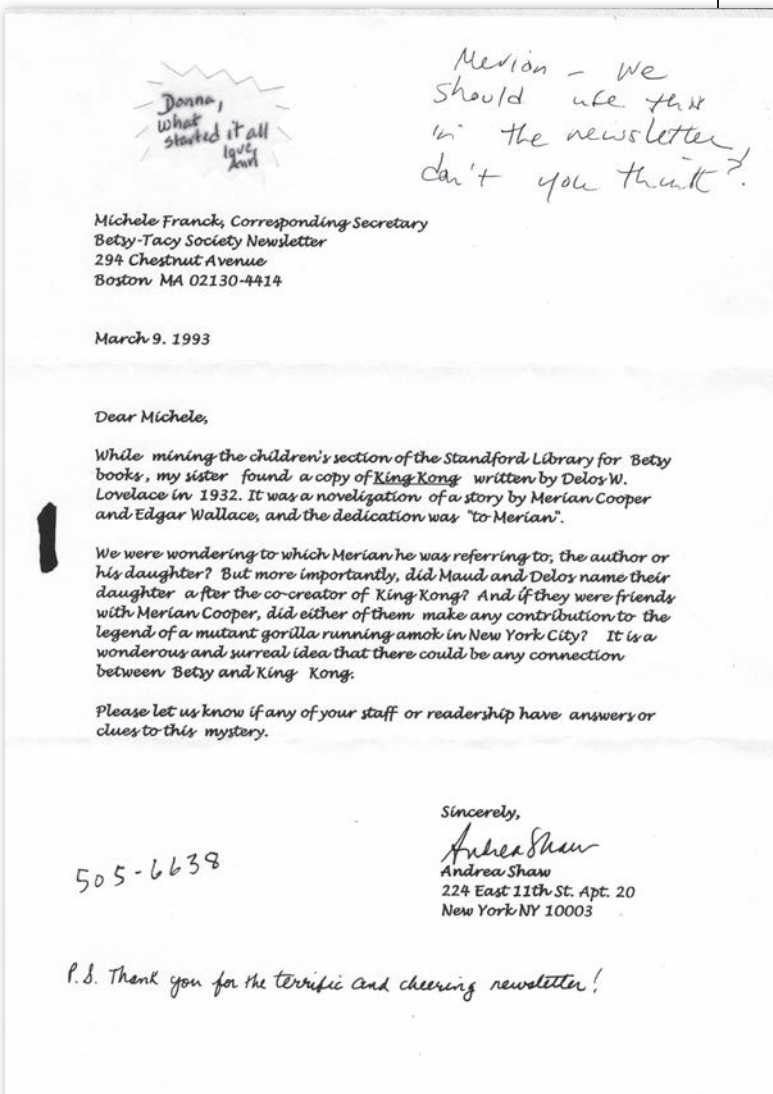 Donna,
what
started it all
love,
Ann
Merian - we
should use this
in the newsletter,
don't you think?
Michele Franck, Corresponding Secretary
Betsy-Tacy Society Newsletter
294 Chestnut Avenue
Boston MA 02130-4414
March 9. 1993
Dear Michele,
While mining the children's section of the Standford Library for Betsy
books, my sister found a copy of King Kong written by Delos W.
Lovelace in 1932. It was a novelization of a story by Merian Cooper
and Edgar Wallace, and the dedication was "to Merian".
We were wondering to which Merian he was referring to, the author or
his daughter? But more importantly, did Maud and Delos name their
daughter after the co-creator of King Kong? And if they were friends
with Merian Cooper, did either of them make any contribution to the
legend of a mutant gorilla running amok in New York City? It is a
wonderous and surreal idea that there could be any connection
between Betsy and King Kong.
Please let us know if any of your staff or readership have answers or
clues to this mystery.
Sincerely,
Andrea Shaw
Andrea Shaw
224 East 11th St. Apt. 20
New York NY 10003
505-6638
P.S. Thank you for the terrific and cheering newsletter!